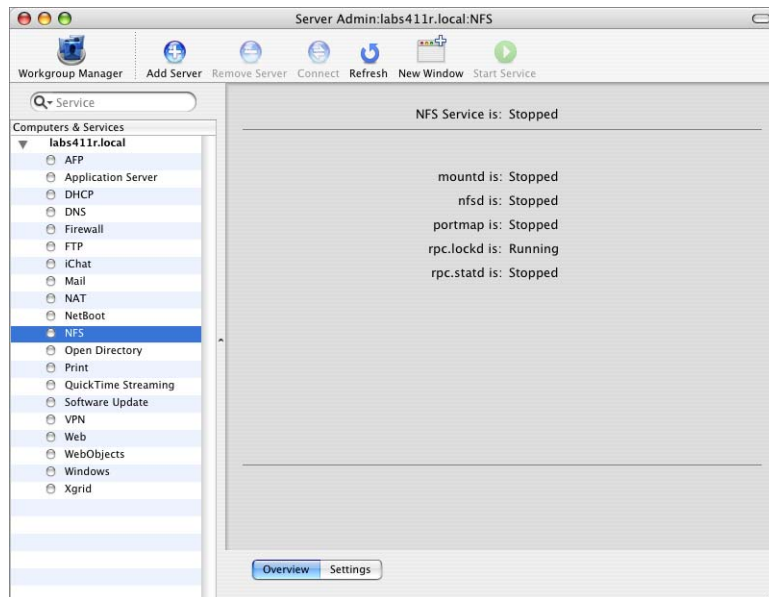 Server Admin:labs411r.local:NFS
Workgroup Manager Add Server Remove Server Connect Refresh New Window Start Service
Service
Computers & Services
labs411r.local
AFP
Application Server
DHCP
DNS
Firewall
FTP
iChat
Mail
NAT
NetBoot
NFS
Open Directory
Print
QuickTime Streaming
Software Update
VPN
Web
WebObjects
Windows
Xgrid
NFS Service is: Stopped
mountd is: Stopped
nfsd is: Stopped
portmap is: Stopped
rpc.lockd is: Running
rpc.statd is: Stopped
Overview Settings